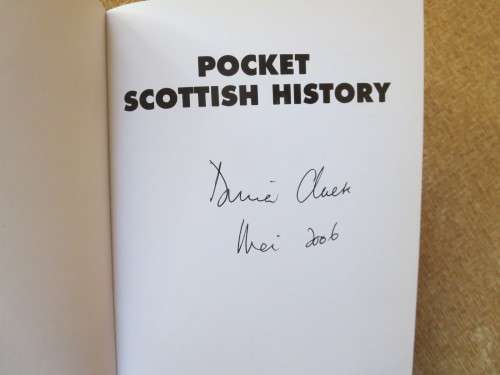 POCKET
SCOTTISH HISTORY
Mei 2006